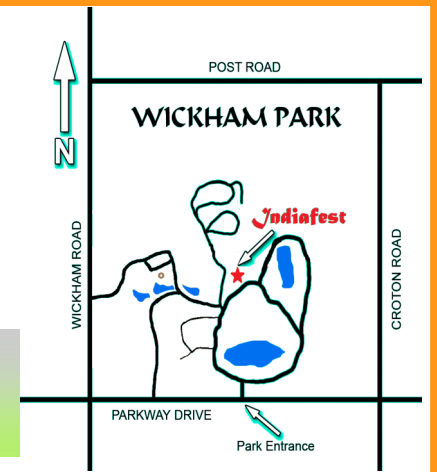 POST ROAD
WICKHAM PARK
N
Indiafest
WICKHAM ROAD
CROTON ROAD
PARKWAY DRIVE
Park Entrance